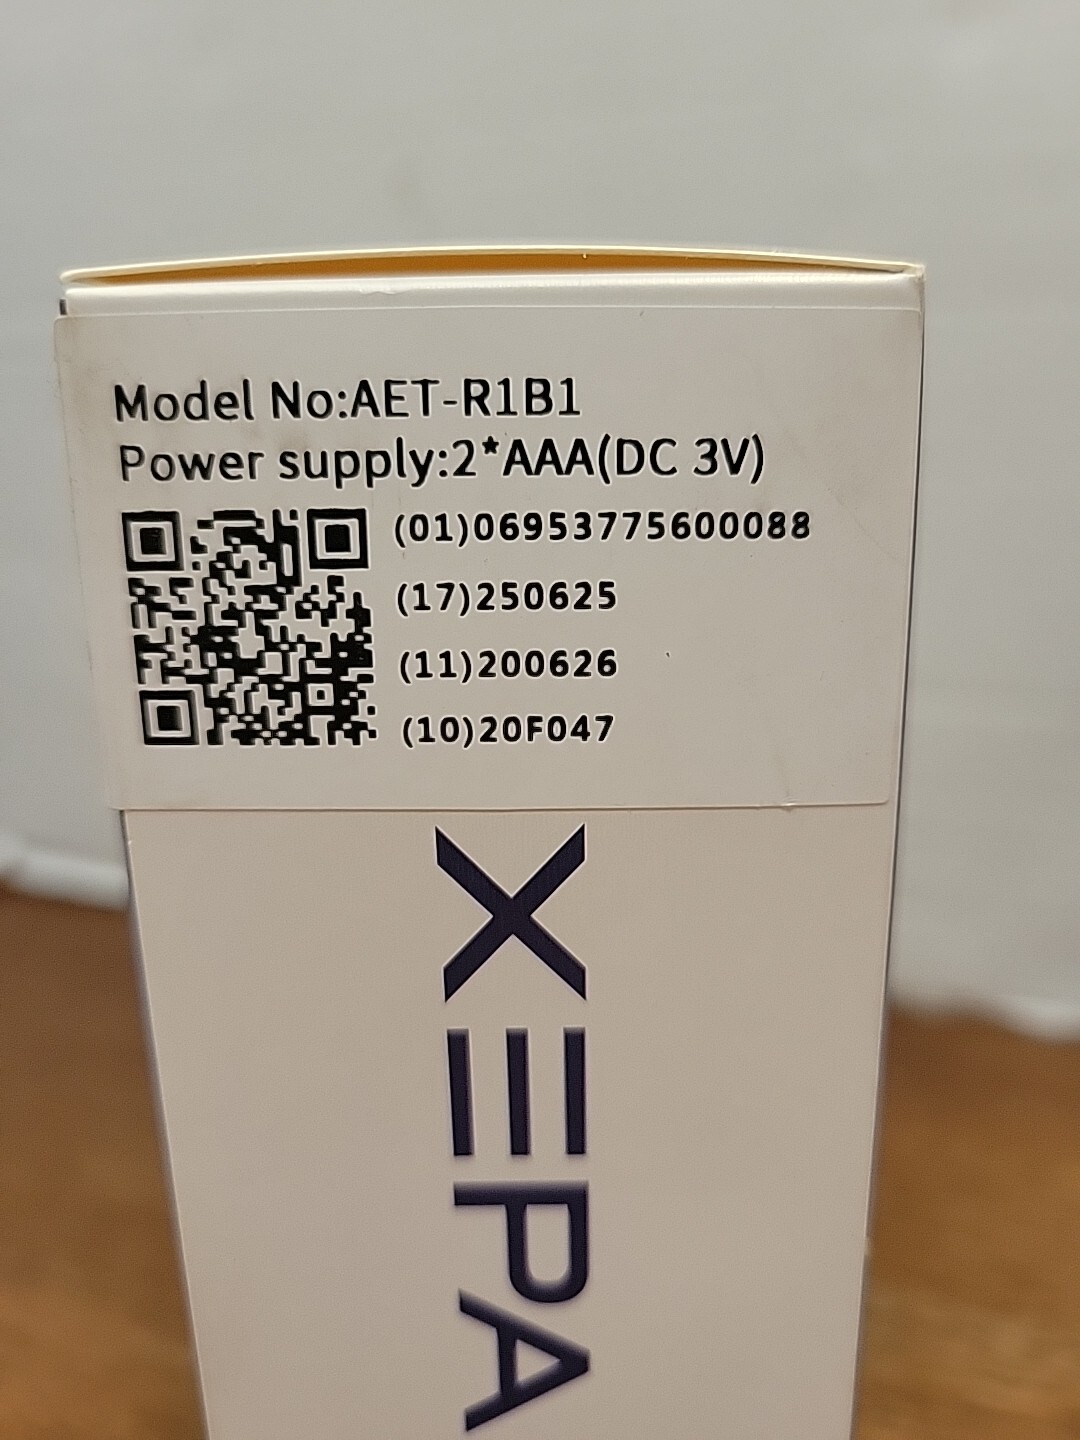 Model No:AET-R1B1
Power supply:2*AAA(DC 3V)
(01)06953775600088
(17)250625
(11)200626
(10)20F047
XEPA